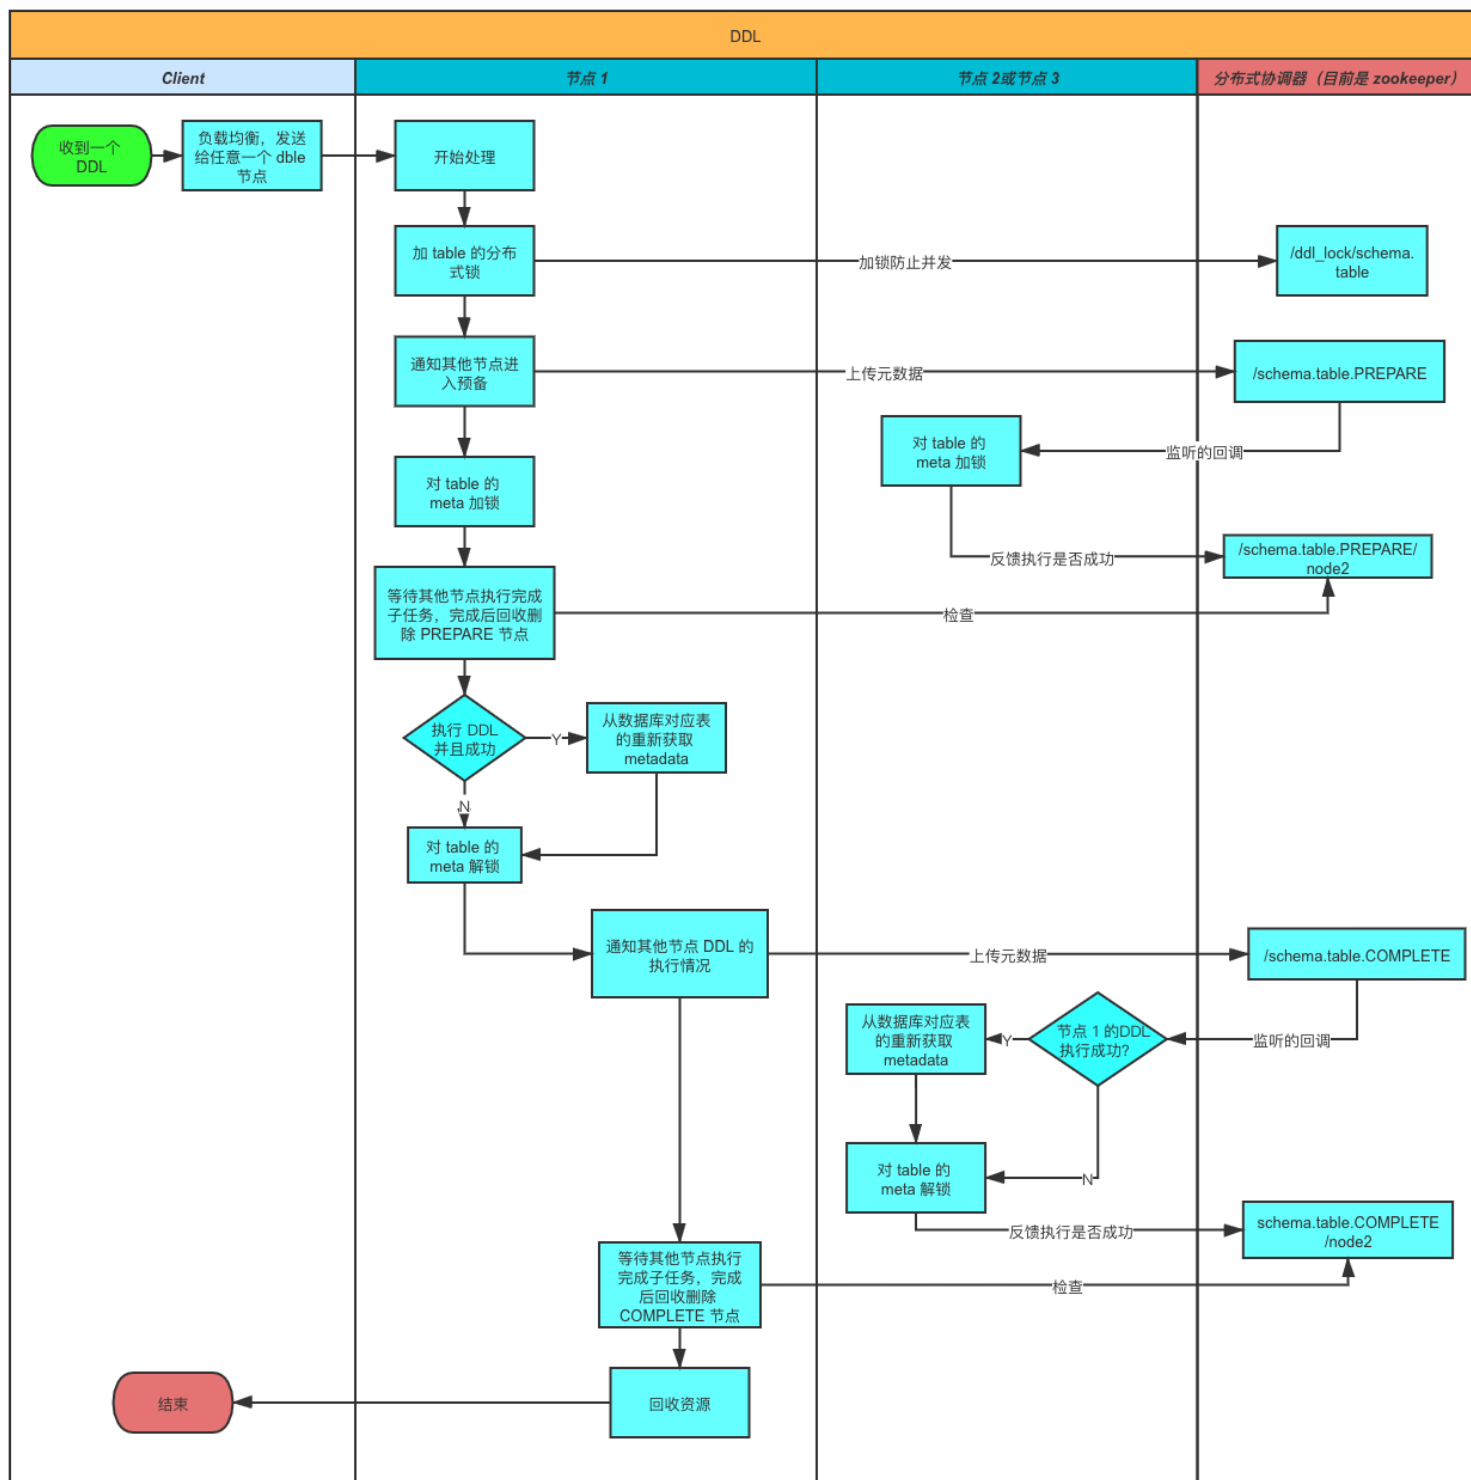 DDL
Client
节点 1
节点 2或节点 3
分布式协调器（目前是 zookeeper）
收到一个
DDL
负载均衡，发送
给任意一个 dble
节点
开始处理
加 table 的分布
式锁
加锁防止并发
/ddl_lock/schema.
table
通知其他节点进
入预备
上传元数据
/schema.table.PREPARE
对 table 的
meta 加锁
监听的回调
对 table 的
meta 加锁
反馈执行是否成功
/schema.table.PREPARE/
node2
等待其他节点执行完成
子任务，完成后回收删
除 PREPARE 节点
检查
执行 DDL
并且成功
Y
从数据库对应表
的重新获取
metadata
N
对 table 的
meta 解锁
通知其他节点 DDL 的
执行情况
上传元数据
/schema.table.COMPLETE
从数据库对应表
的重新获取
metadata
Y
节点 1 的DDL
执行成功?
监听的回调
对 table 的
meta 解锁
N
反馈执行是否成功
schema.table.COMPLETE
/node2
等待其他节点执行
完成子任务，完成
后回收删除
COMPLETE 节点
检查
结束
回收资源